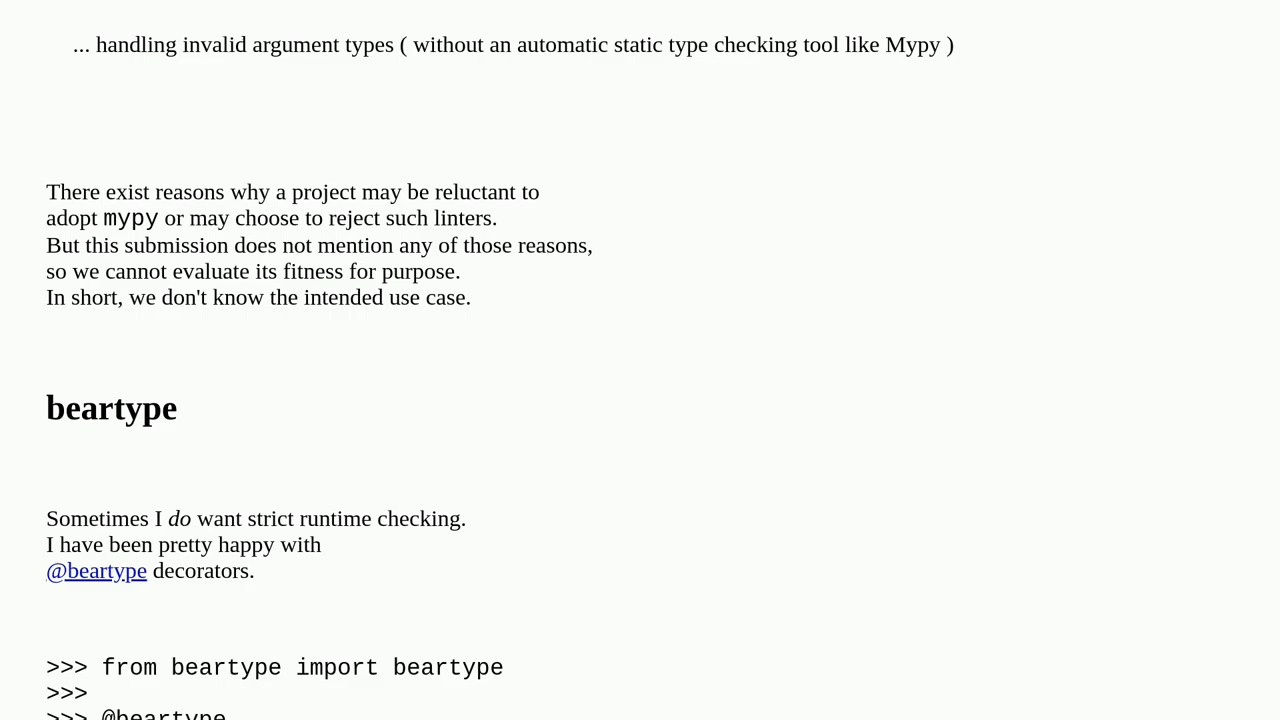 ... handling invalid argument types ( without an automatic static type checking tool like Mypy )
There exist reasons why a project may be reluctant to
adopt mypy or may choose to reject such linters.
But this submission does not mention any of those reasons,
so we cannot evaluate its fitness for purpose.
In short, we don't know the intended use case.
beartype
Sometimes I do want strict runtime checking.
I have been pretty happy with
@beartype decorators.
>>> from beartype import beartype
>>>
>>> @beartype